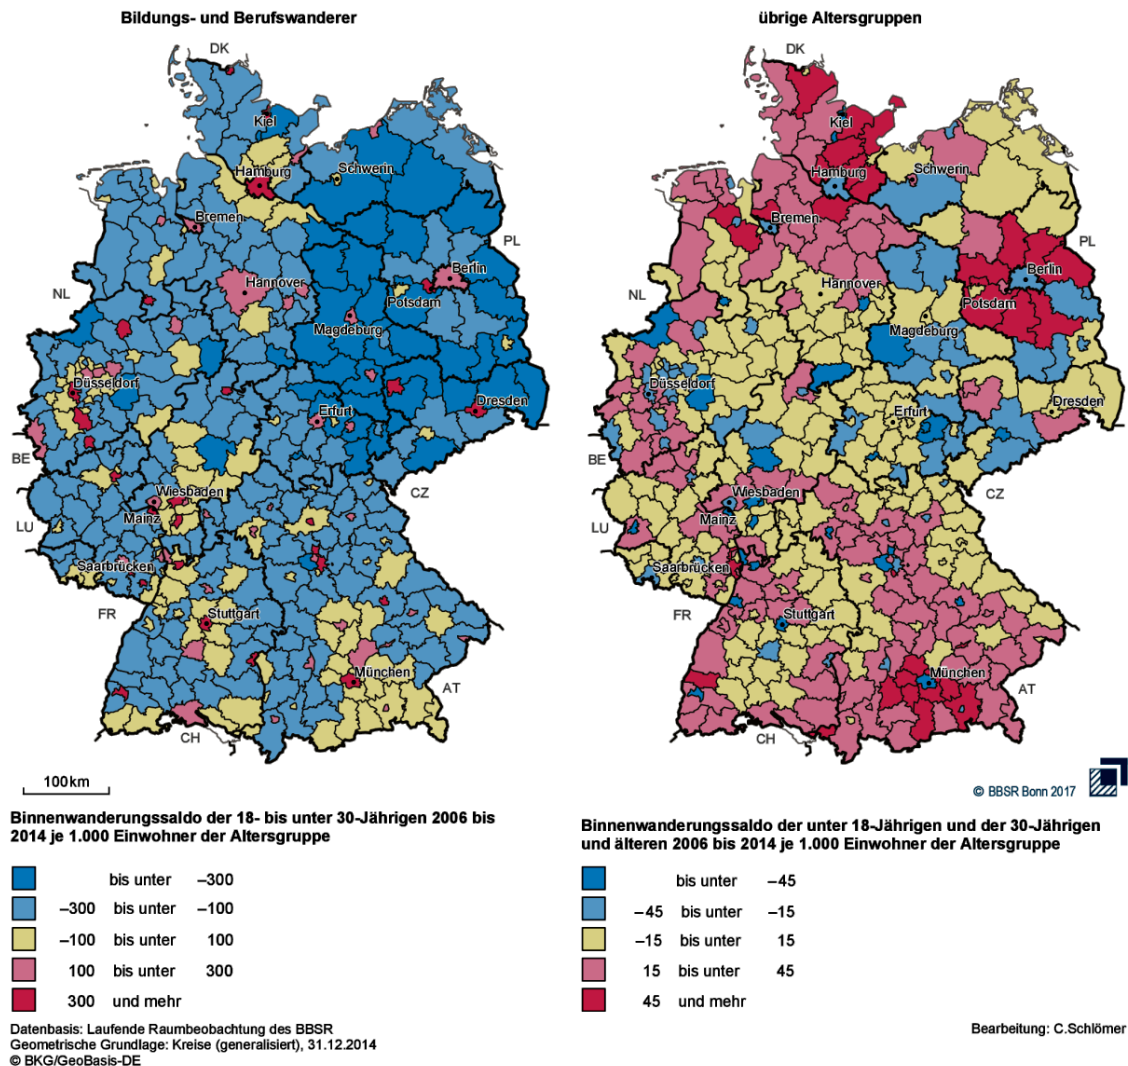 Bildungs- und Berufswanderer
DK
Kiel
Hamburg
Schwerin
Bremen
PL
Berlin
NL
Hannover
Potsdam
Magdeburg
Düsseldorf
Dresden
Erfurt
BE
Wiesbaden
CZ
Mainz
LU
Saarbrücken
FR
Stuttgart
München
AT
CH
100 km
Binnenwanderungssaldo der 18- bis unter 30-Jährigen 2006 bis
2014 je 1.000 Einwohner der Altersgruppe
bis unter –300
–300 bis unter –100
–100 bis unter 100
100 bis unter 300
300 und mehr
Datenbasis: Laufende Raumbeobachtung des BBSR
Geometrische Grundlage: Kreise (generalisiert), 31.12.2014
© BKG/GeoBasis-DE
übrige Altersgruppen
DK
Kiel
Hamburg
Schwerin
Bremen
PL
Berlin
NL
Hannover
Potsdam
Magdeburg
Düsseldorf
Dresden
Erfurt
BE
Wiesbaden
CZ
Mainz
LU
Saarbrücken
FR
Stuttgart
München
AT
CH
© BBSR Bonn 2017
Binnenwanderungssaldo der unter 18-Jährigen und der 30-Jährigen
und älteren 2006 bis 2014 je 1.000 Einwohner der Altersgruppe
bis unter –45
–45 bis unter –15
–15 bis unter 15
15 bis unter 45
45 und mehr
Bearbeitung: C.Schlömer